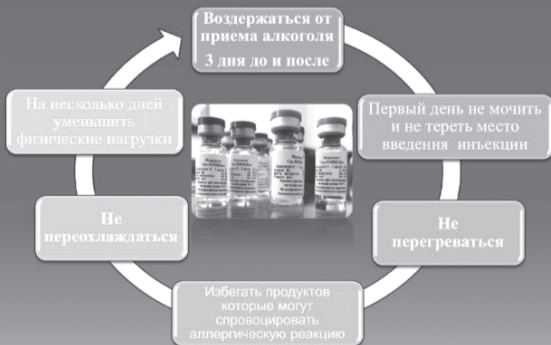 Воздержаться от
приема алкоголя
3 дня до и после
Первый день не мочить
и не тереть место
введения инъекции
Не
перегреваться
Избегать продуктов
которые могут
спровоцировать
аллергическую реакцию
Не
переохлаждаться
На несколько дней
уменьшить
физические нагрузки